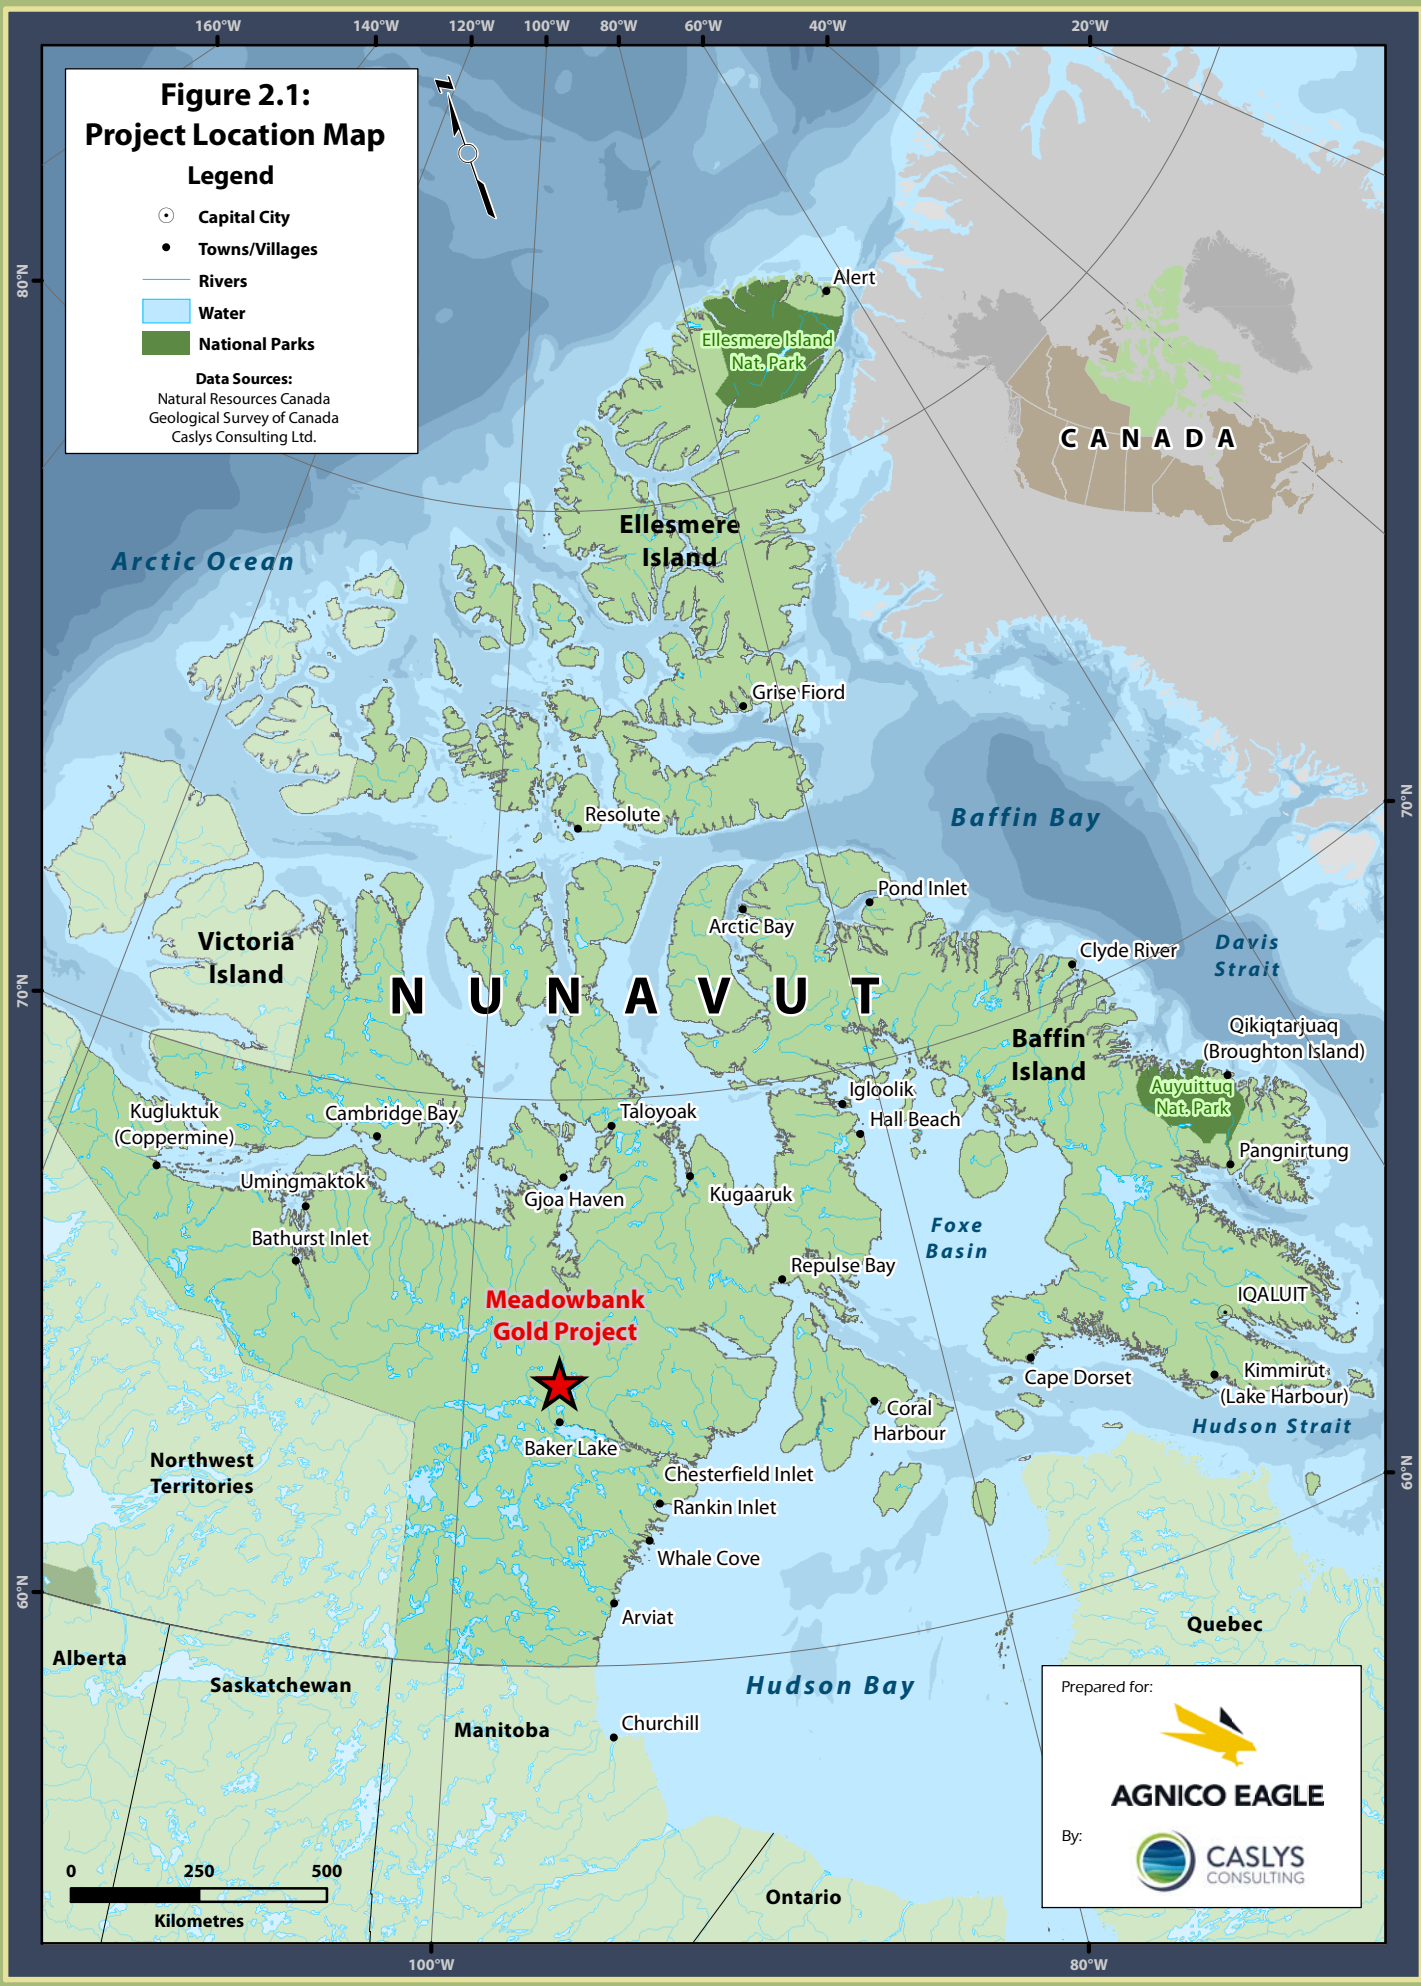 160°W 140°W 120°W 100°W 80°W 60°W 40°W 20°W
Figure 2.1:
Project Location Map
Legend
Capital City
Towns/Villages
Rivers
Water
National Parks
Data Sources:
Natural Resources Canada
Geological Survey of Canada
Caslys Consulting Ltd.
N
80°N
Alert
Ellesmere Island
Nat. Park
CANADA
Ellesmere
Island
Arctic Ocean
Grise Fiord
Resolute
Baffin Bay
70°N
Pond Inlet
Arctic Bay
Victoria
Island
Clyde River
Davis
Strait
NUNAVUT
70°N
Baffin
Island
Qikiqtarjuaq
(Broughton Island)
Auyuittuq
Nat. Park
Igloolik
Hall Beach
Kugluktuk
(Coppermine)
Cambridge Bay
Taloyoak
Pangnirtung
Umingmaktok
Gjoa Haven
Kugaaruk
Bathurst Inlet
Foxe
Basin
Repulse Bay
Meadowbank
Gold Project
IQALUIT
Cape Dorset
Kimmirut
(Lake Harbour)
Coral
Harbour
Hudson Strait
Baker Lake
Northwest
Territories
Chesterfield Inlet
60°N
Rankin Inlet
Whale Cove
60°N
Arviat
Quebec
Alberta
Saskatchewan
Hudson Bay
Manitoba
Churchill
Prepared for:
AGNICO EAGLE
By:
CASLYS
CONSULTING
0 250 500
Kilometres
Ontario
100°W 80°W